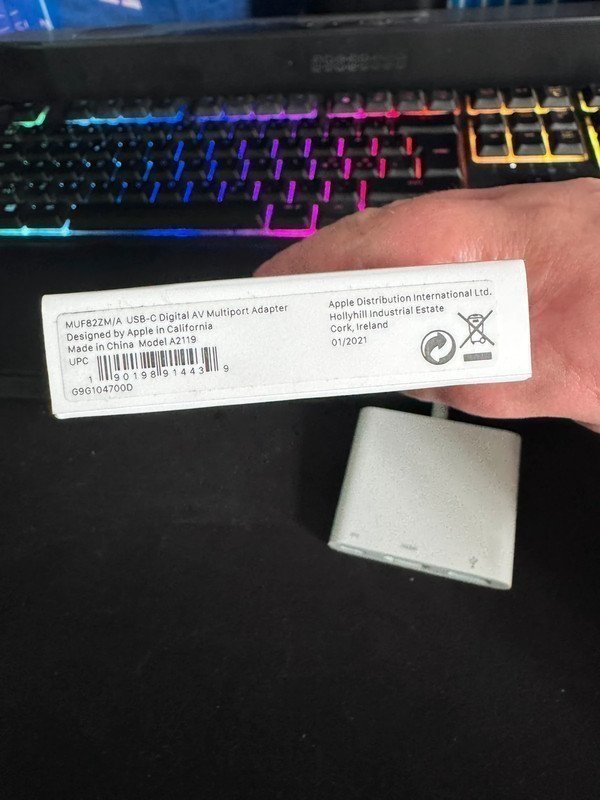 MUF82ZM/A USB-C Digital AV Multiport Adapter
Designed by Apple in California
Made in China Model A2119
UPC
1 90198 91443 9
G9G104700D
Apple Distribution International Ltd.
Hollyhill Industrial Estate
Cork, Ireland
01/2021